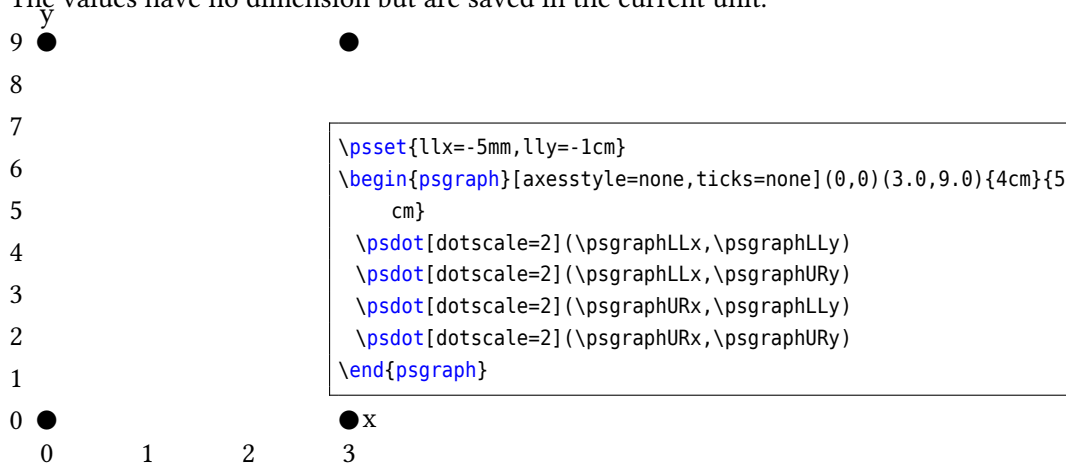 The values have no dimension but are saved in the current unit.
y
9
8
7
6
5
4
3
2
1
0
x
0 1 2 3
\psset{llx=-5mm,lly=-1cm}
\begin{psgraph}[axesstyle=none,ticks=none](0,0)(3.0,9.0){4cm}{5
cm}
\psdot[dotscale=2](\psgraphLLx,\psgraphLLy)
\psdot[dotscale=2](\psgraphLLx,\psgraphURy)
\psdot[dotscale=2](\psgraphURx,\psgraphLLy)
\psdot[dotscale=2](\psgraphURx,\psgraphURy)
\end{psgraph}